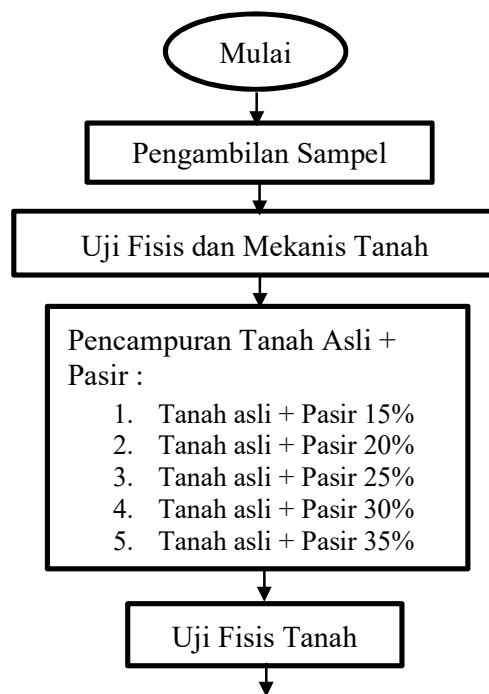 Mulai
Pengambilan Sampel
Uji Fisis dan Mekanis Tanah
Pencampuran Tanah Asli +
Pasir :
1. Tanah asli + Pasir 15%
2. Tanah asli + Pasir 20%
3. Tanah asli + Pasir 25%
4. Tanah asli + Pasir 30%
5. Tanah asli + Pasir 35%
Uji Fisis Tanah